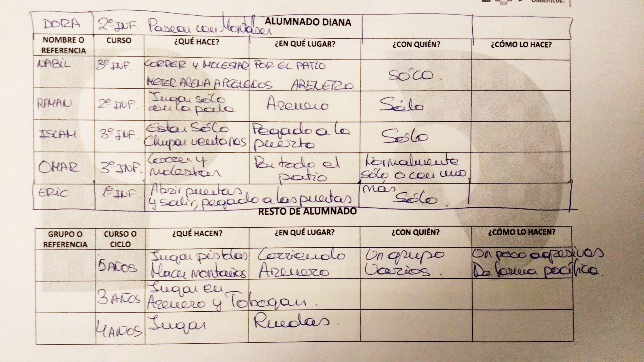 Didácticos.
ALUMNADO DIANA
DORA 2º INF. Pasear con
NOMBRE O REFERENCIA CURSO ¿QUÉ HACE? ¿EN QUÉ LUGAR? ¿CON QUIÉN? ¿CÓMO LO HACE?
NABIL 3º INF. CORRER Y MOLESTAR POR EL PATIO
METER ARENA ARENERO SÓLO.
RAYAN 2º INF. Jugar sólo Arenero Sólo
ISLAM 3º INF. Estar Sólo Pegado a la
Chupar ventanas puerta Sólo
OMAR 3º INF. Correr y Por todo el Normalmente
molestar patio sólo o con uno
más
ERIC 1º INF. Abrir puertas
y salir, pegado a las puertas Sólo.
RESTO DE ALUMNADO
GRUPO O REFERENCIA CURSO O CICLO ¿QUÉ HACE? ¿EN QUÉ LUGAR? ¿CON QUIÉN? ¿CÓMO LO HACEN?
5 AÑOS Jugar pistolas Corriendo Un grupo Un poco agresivos
Hacer montañas Arenero Varios. De forma pacífica.
3 AÑOS Jugar en
Arenero y Tobogan.
4 AÑOS Jugar Ruedas.